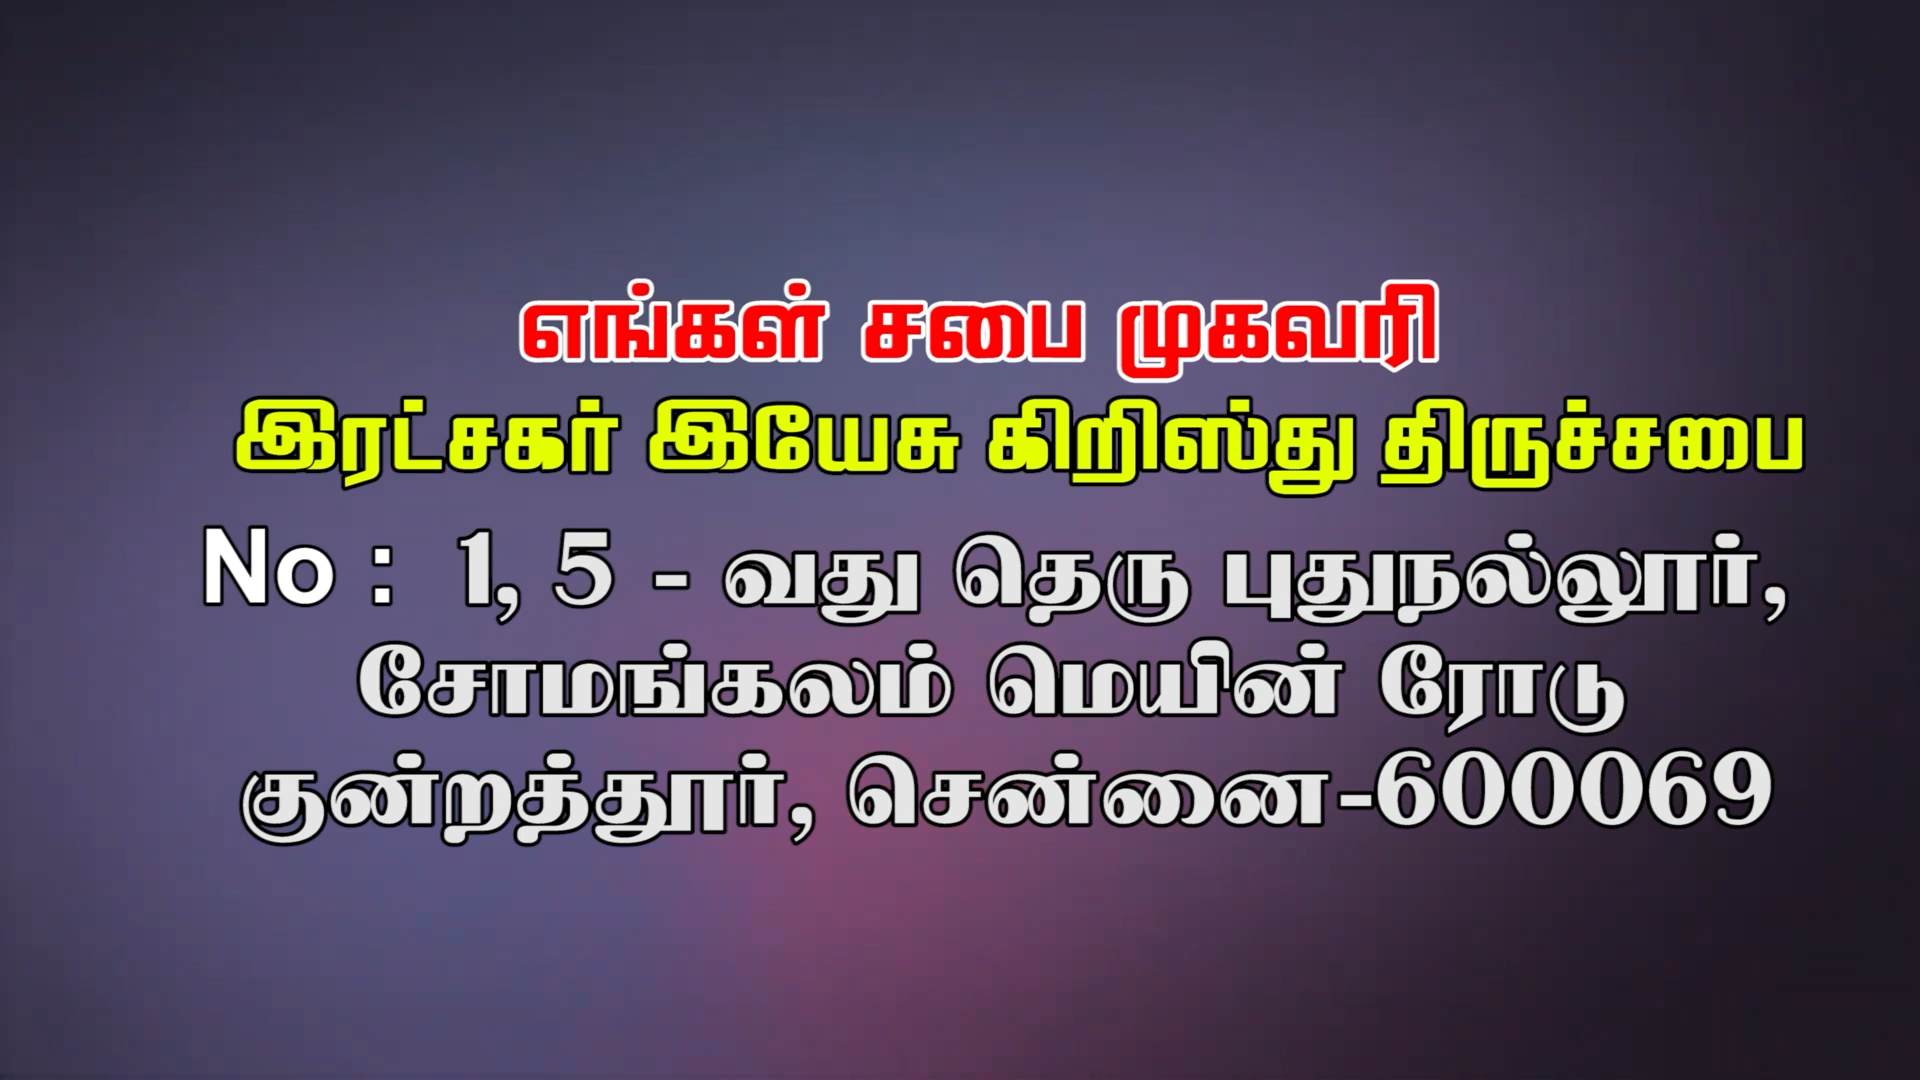 எங்கள் சபை முகவரி
இரட்சகர் இயேசு கிறிஸ்து திருச்சபை
No : 1, 5 - வது தெரு புதுநல்லூர்,
சோமங்கலம் மெயின் ரோடு
குன்றத்தூர், சென்னை-600069